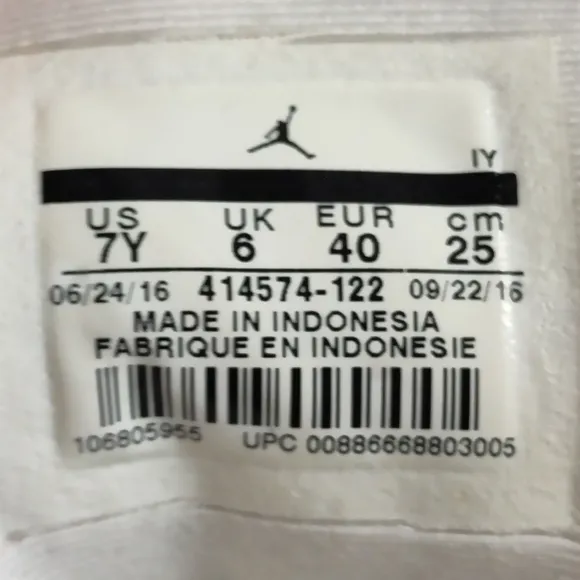 IY
US UK EUR cm
7Y 6 40 25
06/24/16 414574-122 09/22/16
MADE IN INDONESIA
FABRIQUE EN INDONESIE
106805955 UPC 00886668803005